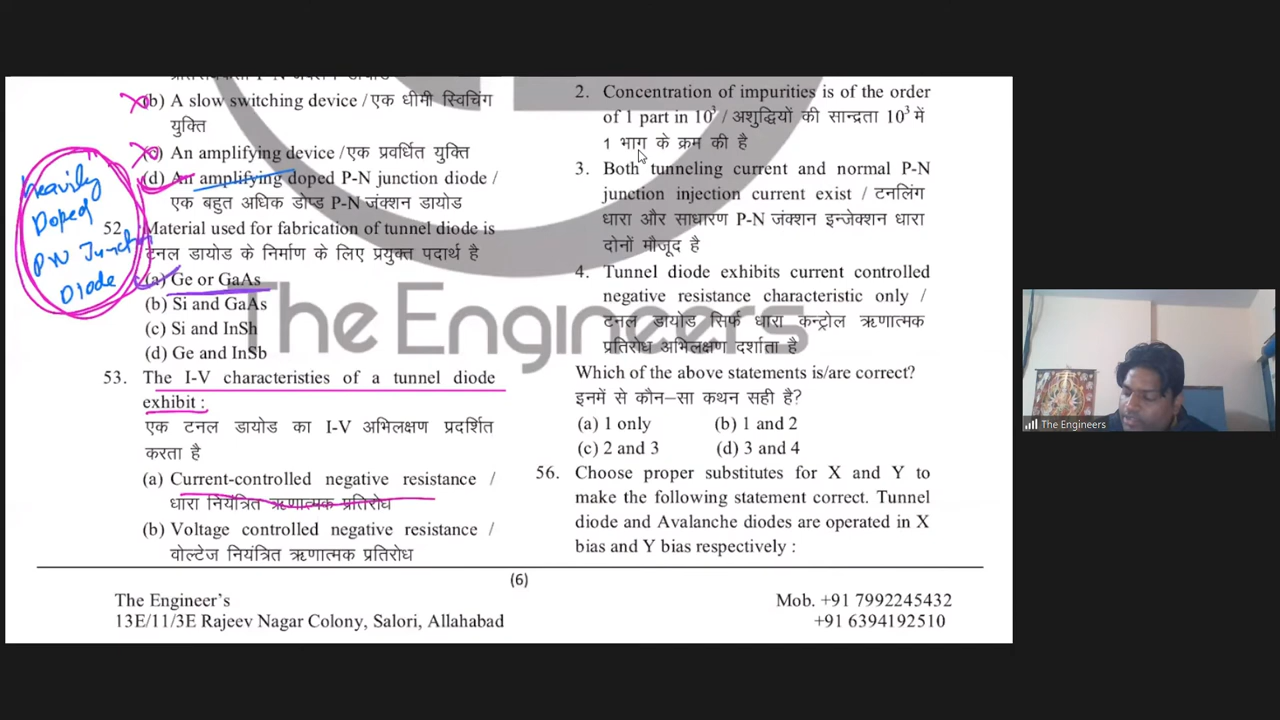 प्रतिरोधकता P-N जंक्शन डायोड
(b) A slow switching device / एक धीमी स्विचिंग
युक्ति
(c) An amplifying device / एक प्रवर्धित युक्ति
(d) An amplifying doped P-N junction diode /
एक बहुत अधिक डोप्ड P-N जंक्शन डायोड
Heavily
Doped
PN Junctn
Diode
52. Material used for fabrication of tunnel diode is
टनल डायोड के निर्माण के लिए प्रयुक्त पदार्थ है
(a) Ge or GaAs
(b) Si and GaAs
(c) Si and InSh
(d) Ge and InSb
53. The I-V characteristies of a tunnel diode
exhibit :
एक टनल डायोड का I-V अभिलक्षण प्रदर्शित
करता है
(a) Current-controlled negative resistance /
धारा नियंत्रित ऋणात्मक प्रतिरोध
(b) Voltage controlled negative resistance /
वोल्टेज नियंत्रित ऋणात्मक प्रतिरोध
2. Concentration of impurities is of the order
of 1 part in 10³ / अशुद्धियों की सान्द्रता 10³ में
1 भाग के क्रम की है
3. Both tunneling current and normal P-N
junction injection current exist / टनलिंग
धारा और साधारण P-N जंक्शन इन्जेक्शन धारा
दोनों मौजूद है
4. Tunnel diode exhibits current controlled
negative resistance characteristic only /
टनल डायोड सिर्फ धारा कन्ट्रोल ऋणात्मक
प्रतिरोध अभिलक्षण दर्शाता है
Which of the above statements is/are correct?
इनमें से कौन-सा कथन सही है?
(a) 1 only (b) 1 and 2
(c) 2 and 3 (d) 3 and 4
56. Choose proper substitutes for X and Y to
make the following statement correct. Tunnel
diode and Avalanche diodes are operated in X
bias and Y bias respectively :
The Engineers
(6)
The Engineer's
13E/11/3E Rajeev Nagar Colony, Salori, Allahabad
Mob. +91 7992245432
+91 6394192510
The Engineers